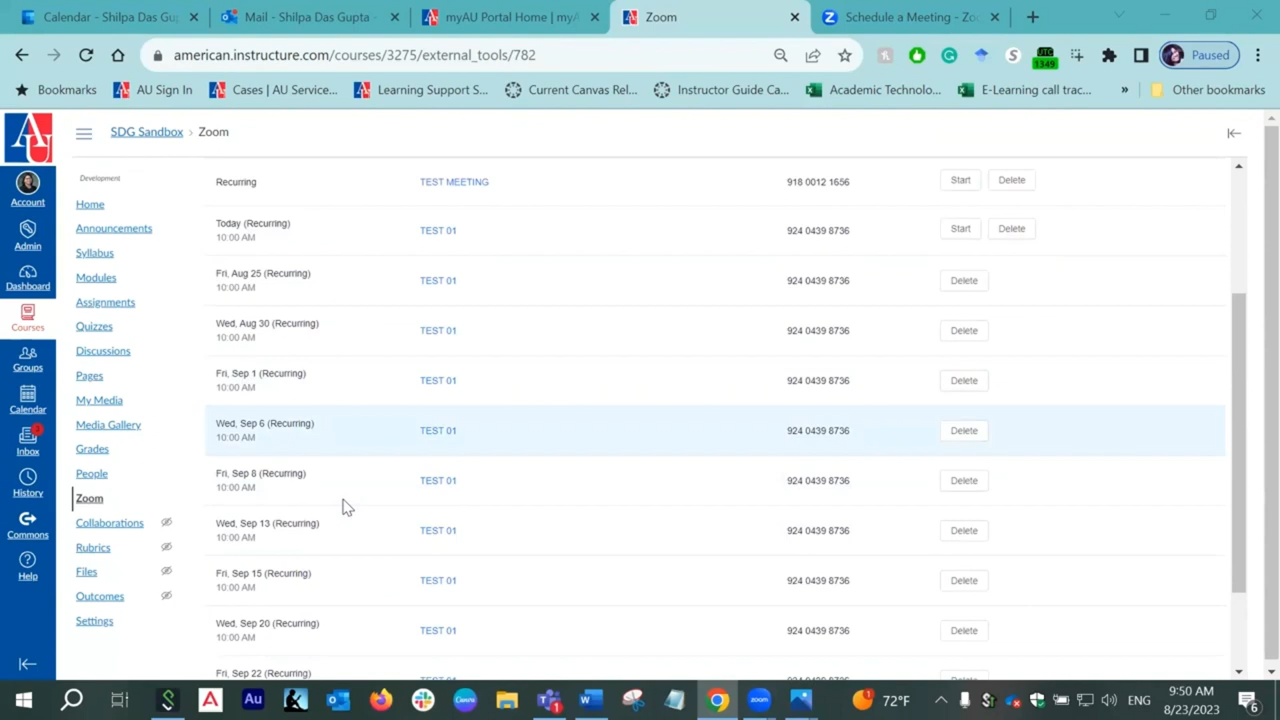 Calendar - Shilpa Das Gup
Mail - Shilpa Das Gupta -
myAU Portal Home | myA
Zoom
Schedule a Meeting - Zo
american.instructure.com/courses/3275/external_tools/782
Paused
Bookmarks
AU Sign In
Cases | AU Service...
Learning Support S...
Current Canvas Rel...
Instructor Guide Ca...
Academic Technolo...
E-Learning call trac...
»
Other bookmarks
SDG Sandbox › Zoom
Development
Home
Announcements
Syllabus
Modules
Assignments
Quizzes
Discussions
Pages
My Media
Media Gallery
Grades
People
Zoom
Collaborations
Rubrics
Files
Outcomes
Settings
Account
Admin
Dashboard
Courses
Groups
Calendar
Inbox
History
Commons
Help
Recurring TEST MEETING 918 0012 1656 Start Delete
Today (Recurring)
10:00 AM TEST 01 924 0439 8736 Start Delete
Fri, Aug 25 (Recurring)
10:00 AM TEST 01 924 0439 8736 Delete
Wed, Aug 30 (Recurring)
10:00 AM TEST 01 924 0439 8736 Delete
Fri, Sep 1 (Recurring)
10:00 AM TEST 01 924 0439 8736 Delete
Wed, Sep 6 (Recurring)
10:00 AM TEST 01 924 0439 8736 Delete
Fri, Sep 8 (Recurring)
10:00 AM TEST 01 924 0439 8736 Delete
Wed, Sep 13 (Recurring)
10:00 AM TEST 01 924 0439 8736 Delete
Fri, Sep 15 (Recurring)
10:00 AM TEST 01 924 0439 8736 Delete
Wed, Sep 20 (Recurring)
10:00 AM TEST 01 924 0439 8736 Delete
Fri, Sep 22 (Recurring)
72°F
ENG
9:50 AM
8/23/2023